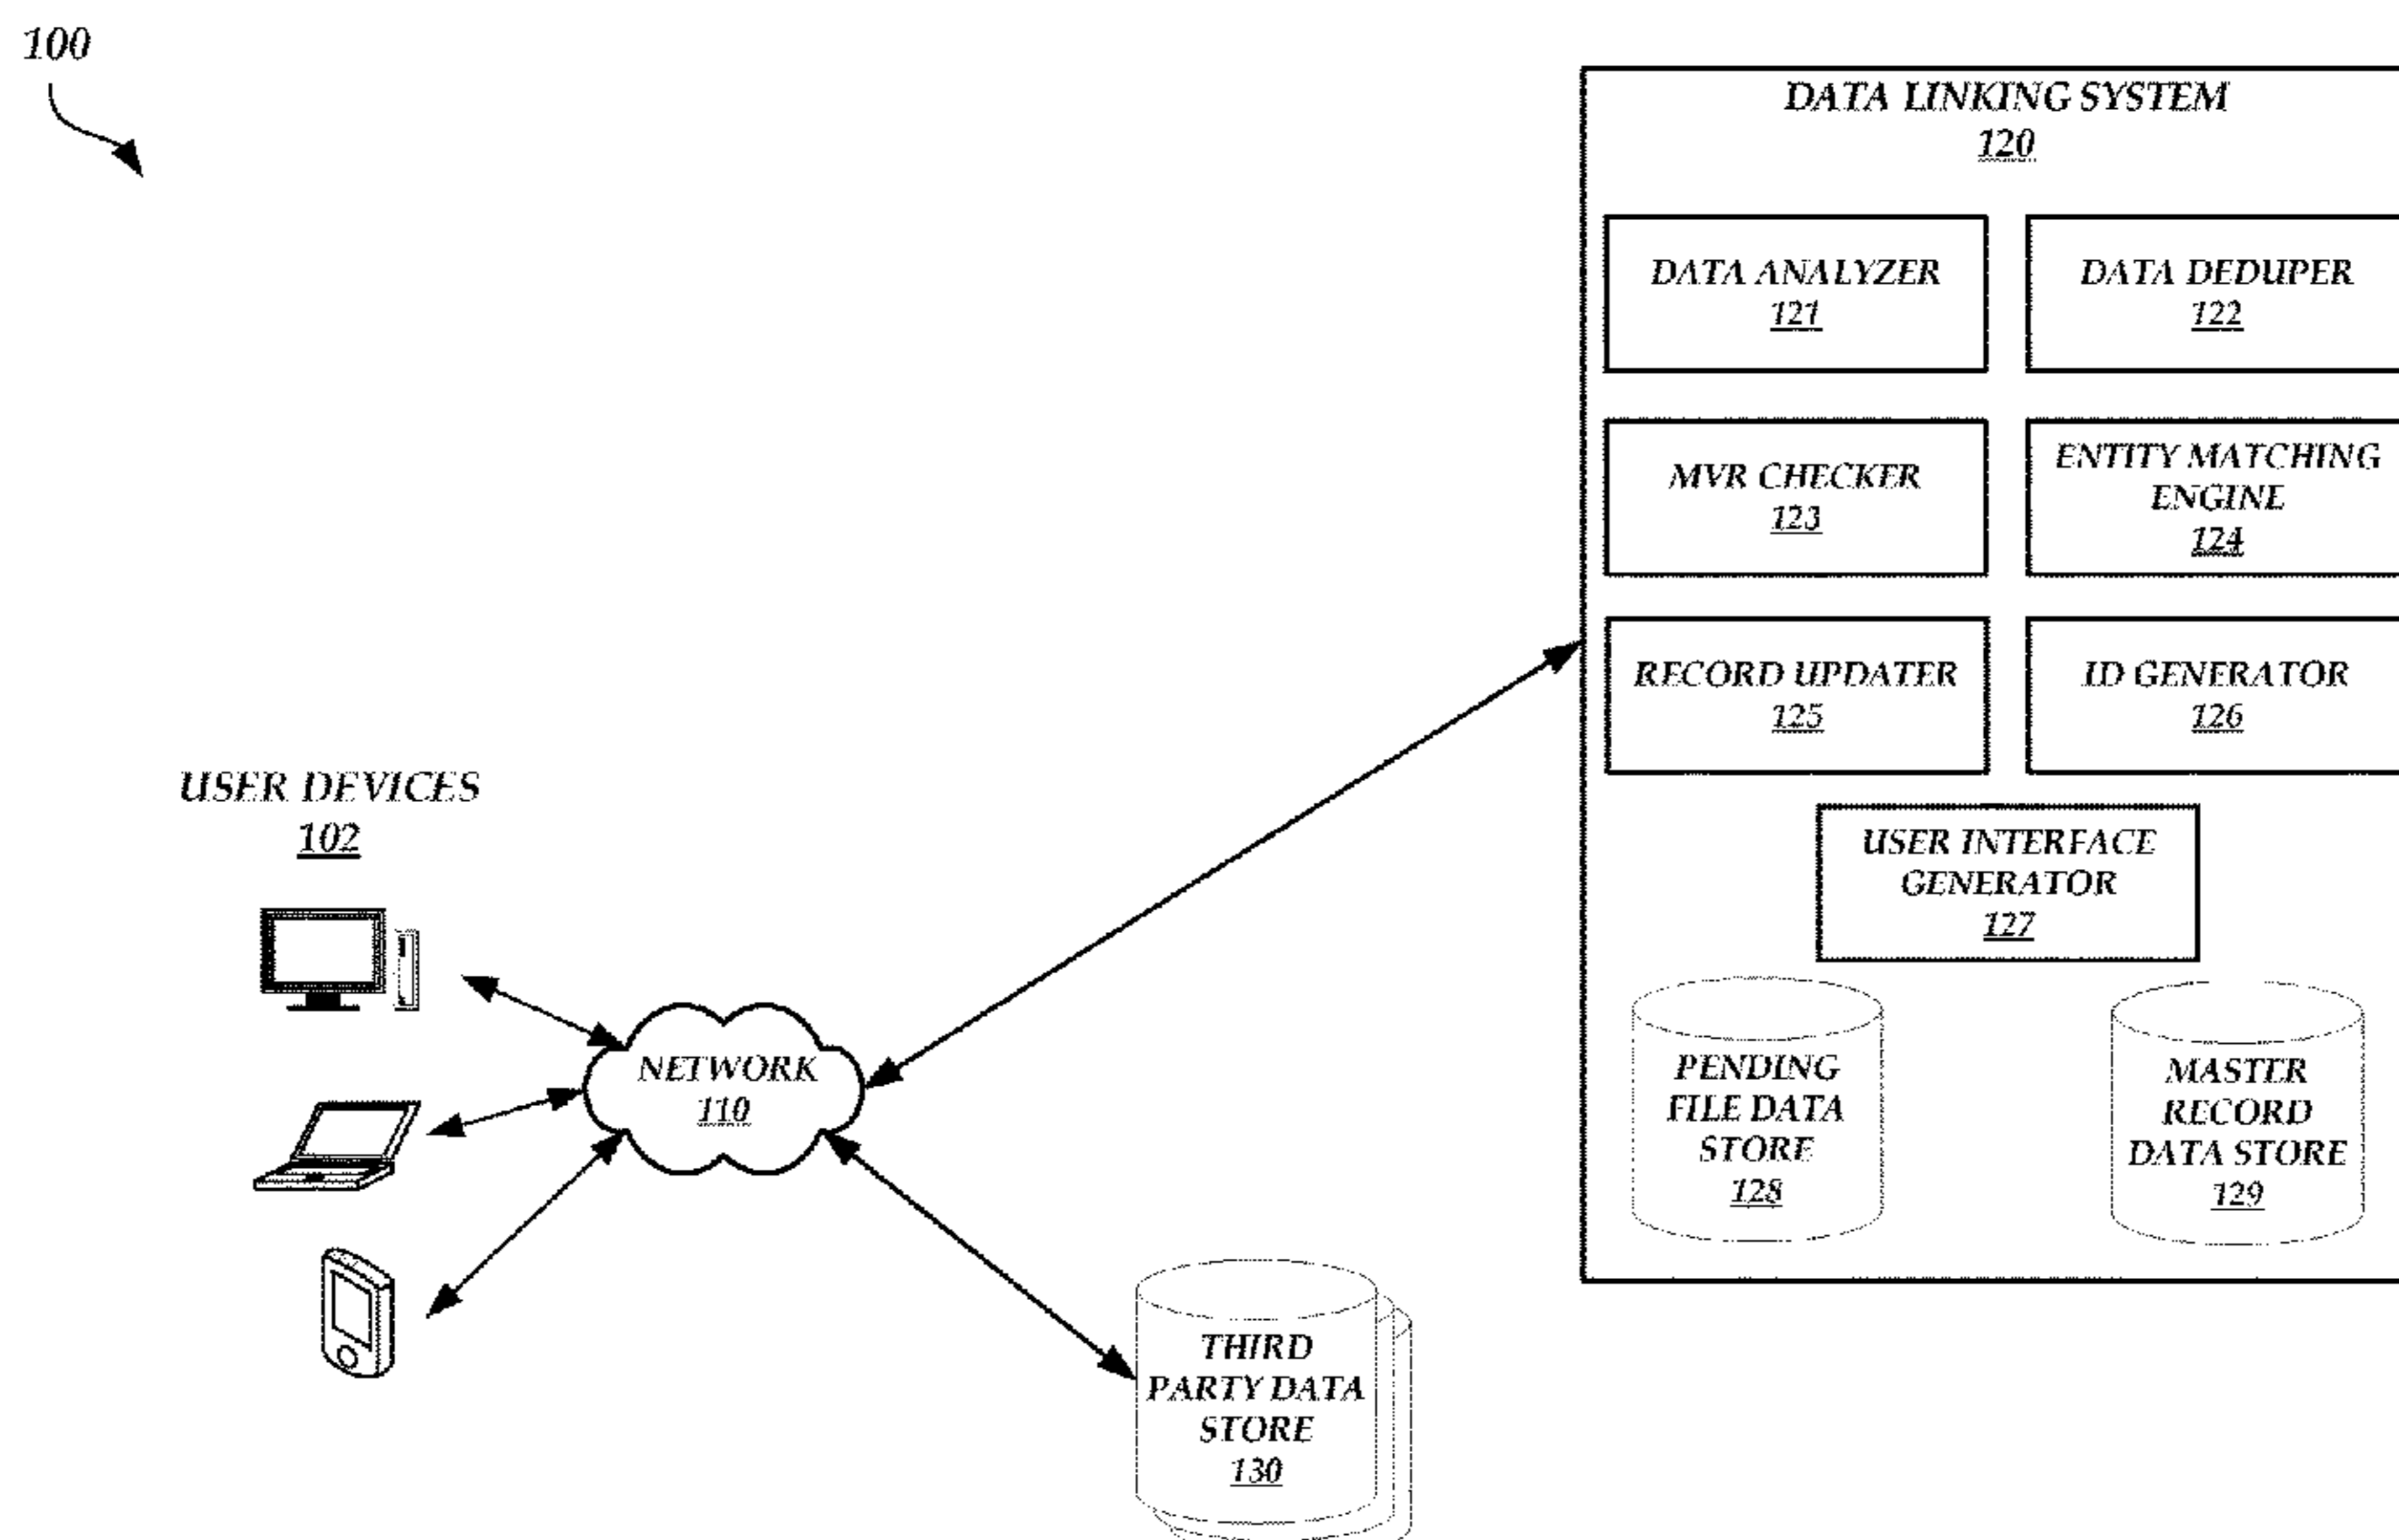 100
DATA LINKING SYSTEM
120
DATA ANALYZER
121
DATA DEDUPER
122
MVR CHECKER
123
ENTITY MATCHING
ENGINE
124
RECORD UPDATER
125
ID GENERATOR
126
USER INTERFACE
GENERATOR
127
PENDING
FILE DATA
STORE
128
MASTER
RECORD
DATA STORE
129
USER DEVICES
102
NETWORK
110
THIRD
PARTY DATA
STORE
130